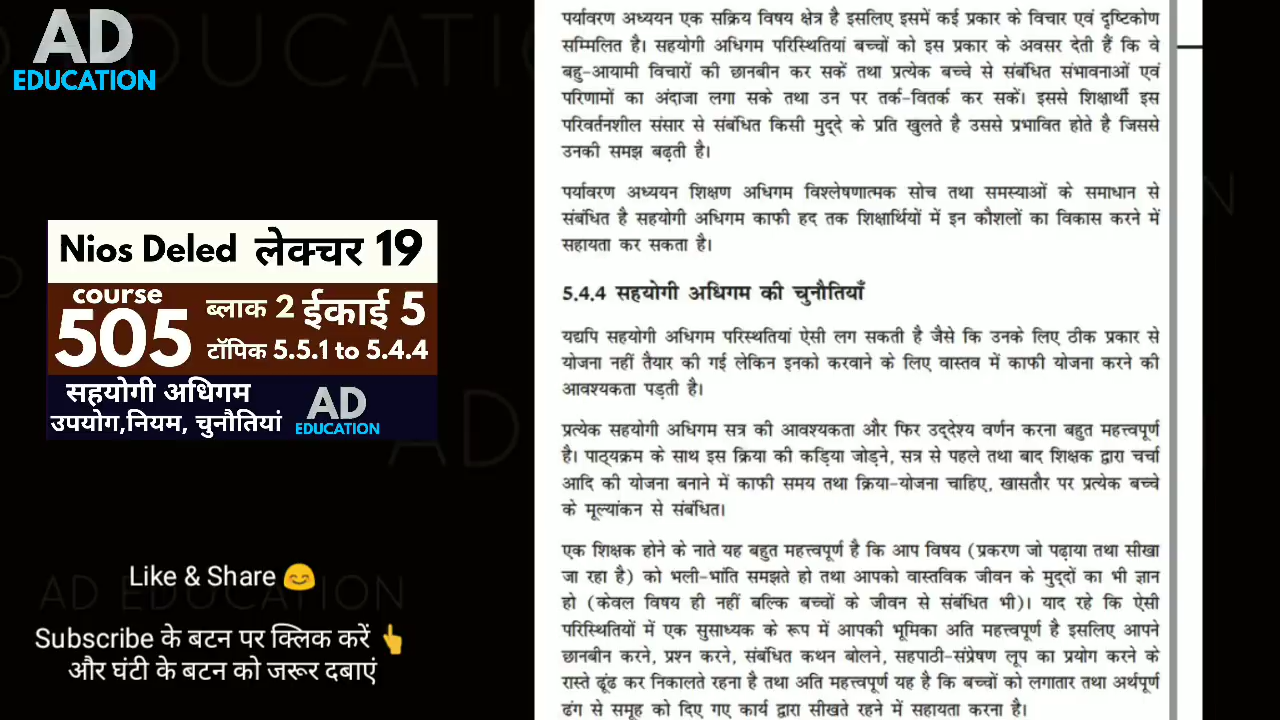 AD
EDUCATION
Nios Deled लेक्चर 19
course
505
ब्लाक 2 ईकाई 5
टॉपिक 5.5.1 to 5.4.4
सहयोगी अधिगम
उपयोग,नियम, चुनौतियां
AD
EDUCATION
Like & Share 😊
Subscribe के बटन पर क्लिक करें 👆
और घंटी के बटन को जरूर दबाएं
AD EDUCATION
पर्यावरण अध्ययन एक सक्रिय विषय क्षेत्र है इसलिए इसमें कई प्रकार के विचार एवं दृष्टिकोण
सम्मिलित है। सहयोगी अधिगम परिस्थितियां बच्चों को इस प्रकार के अवसर देती हैं कि वे
बहु-आयामी विचारों की छानबीन कर सकें तथा प्रत्येक बच्चे से संबंधित संभावनाओं एवं
परिणामों का अंदाजा लगा सके तथा उन पर तर्क-वितर्क कर सकें। इससे शिक्षार्थी इस
परिवर्तनशील संसार से संबंधित किसी मुद्दे के प्रति खुलते है उससे प्रभावित होते है जिससे
उनकी समझ बढ़ती है।
पर्यावरण अध्ययन शिक्षण अधिगम विश्लेषणात्मक सोच तथा समस्याओं के समाधान से
संबंधित है सहयोगी अधिगम काफी हद तक शिक्षार्थियों में इन कौशलों का विकास करने में
सहायता कर सकता है।
5.4.4 सहयोगी अधिगम की चुनौतियाँ
यद्यपि सहयोगी अधिगम परिस्थितियां ऐसी लग सकती है जैसे कि उनके लिए ठीक प्रकार से
योजना नहीं तैयार की गई लेकिन इनको करवाने के लिए वास्तव में काफी योजना करने की
आवश्यकता पड़ती है।
प्रत्येक सहयोगी अधिगम सत्र की आवश्यकता और फिर उद्देश्य वर्णन करना बहुत महत्त्वपूर्ण
है। पाठ्यक्रम के साथ इस क्रिया की कड़िया जोड़ने, सत्र से पहले तथा बाद शिक्षक द्वारा चर्चा
आदि की योजना बनाने में काफी समय तथा क्रिया-योजना चाहिए, खासतौर पर प्रत्येक बच्चे
के मूल्यांकन से संबंधित।
एक शिक्षक होने के नाते यह बहुत महत्त्वपूर्ण है कि आप विषय (प्रकरण जो पढ़ाया तथा सीखा
जा रहा है) को भली-भांति समझते हो तथा आपको वास्तविक जीवन के मुद्दों का भी ज्ञान
हो (केवल विषय ही नहीं बल्कि बच्चों के जीवन से संबंधित भी)। याद रहे कि ऐसी
परिस्थितियों में एक सुसाध्यक के रूप में आपकी भूमिका अति महत्त्वपूर्ण है इसलिए आपने
छानबीन करने, प्रश्न करने, संबंधित कथन बोलने, सहपाठी-संप्रेषण लूप का प्रयोग करने के
रास्ते ढूंढ कर निकालते रहना है तथा अति महत्त्वपूर्ण यह है कि बच्चों को लगातार तथा अर्थपूर्ण
ढंग से समूह को दिए गए कार्य द्वारा सीखते रहने में सहायता करना है।